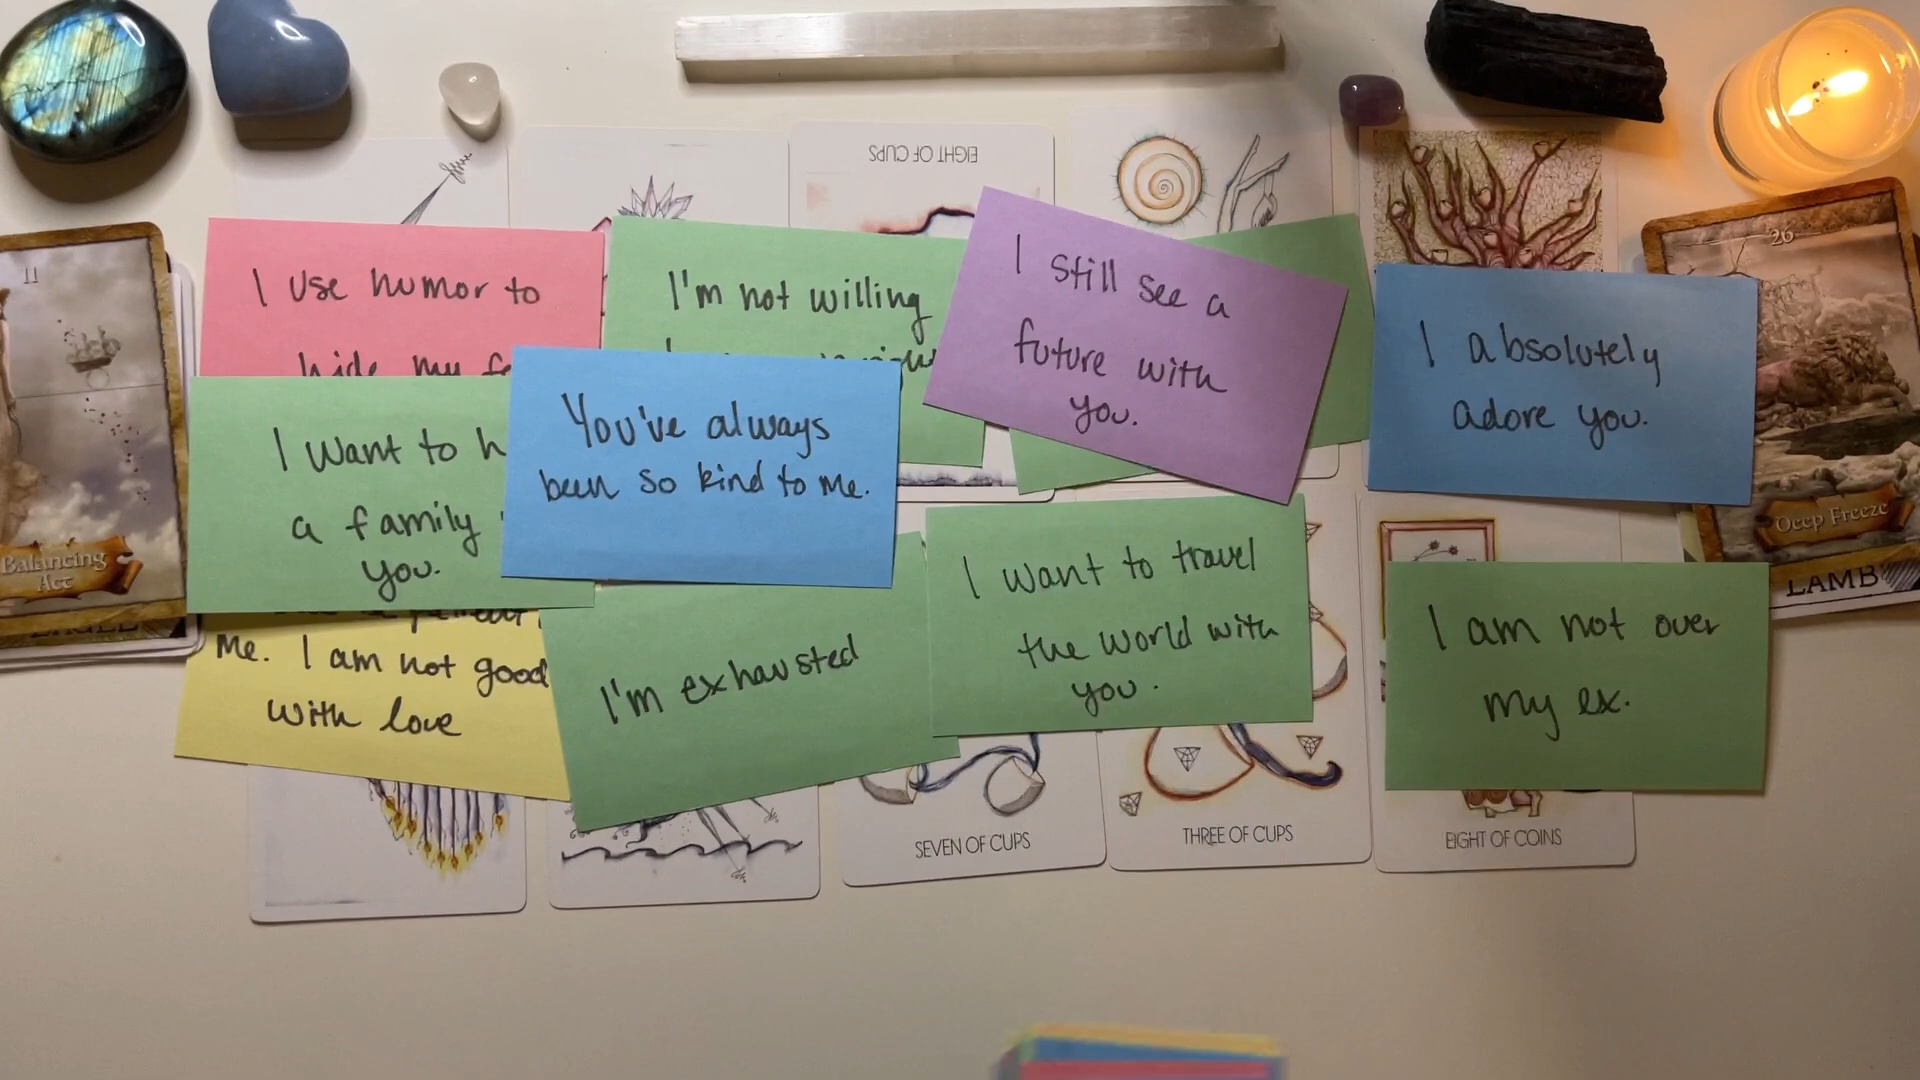 EIGHT OF CUPS
11
26
I use humor to
hide my
I'm not willing
I still see a
future with
you.
I absolutely
adore you.
I want to
a family
you.
You've always
been so kind to me.
Balancing
Act
Deep Freeze
LAMB
me. I am not good
with love
I'm exhausted
I want to travel
the world with
you.
I am not over
my ex.
SEVEN OF CUPS
THREE OF CUPS
EIGHT OF COINS